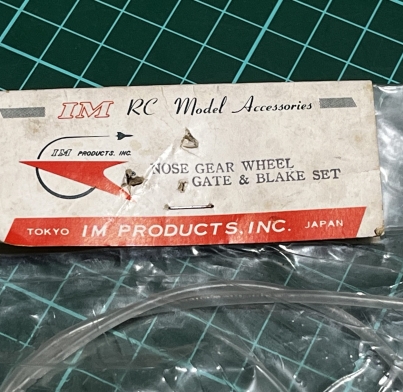 IM RC Model Accessories
IM PRODUCTS, INC.
NOSE GEAR WHEEL
GATE & BLAKE SET
TOKYO IM PRODUCTS, INC. JAPAN